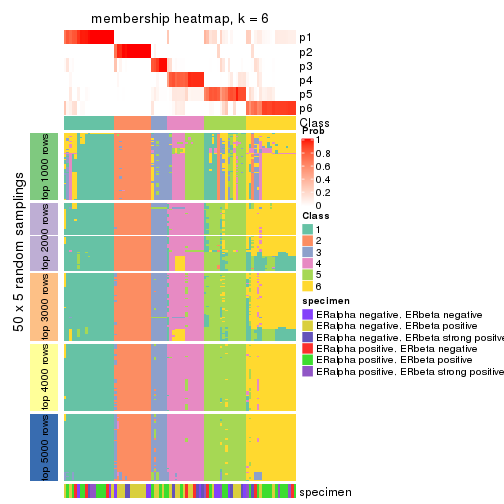 membership heatmap, k = 6
p1
p2
p3
p4
p5
p6
Class
50 x 5 random samplings
top 1000 rows
top 2000 rows
top 3000 rows
top 4000 rows
top 5000 rows
specimen
Prob
1
0.8
0.6
0.4
0.2
0
Class
1
2
3
4
5
6
specimen
ERalpha negative. ERbeta negative
ERalpha negative. ERbeta positive
ERalpha negative. ERbeta strong positive
ERalpha positive. ERbeta negative
ERalpha positive. ERbeta positive
ERalpha positive. ERbeta strong positive